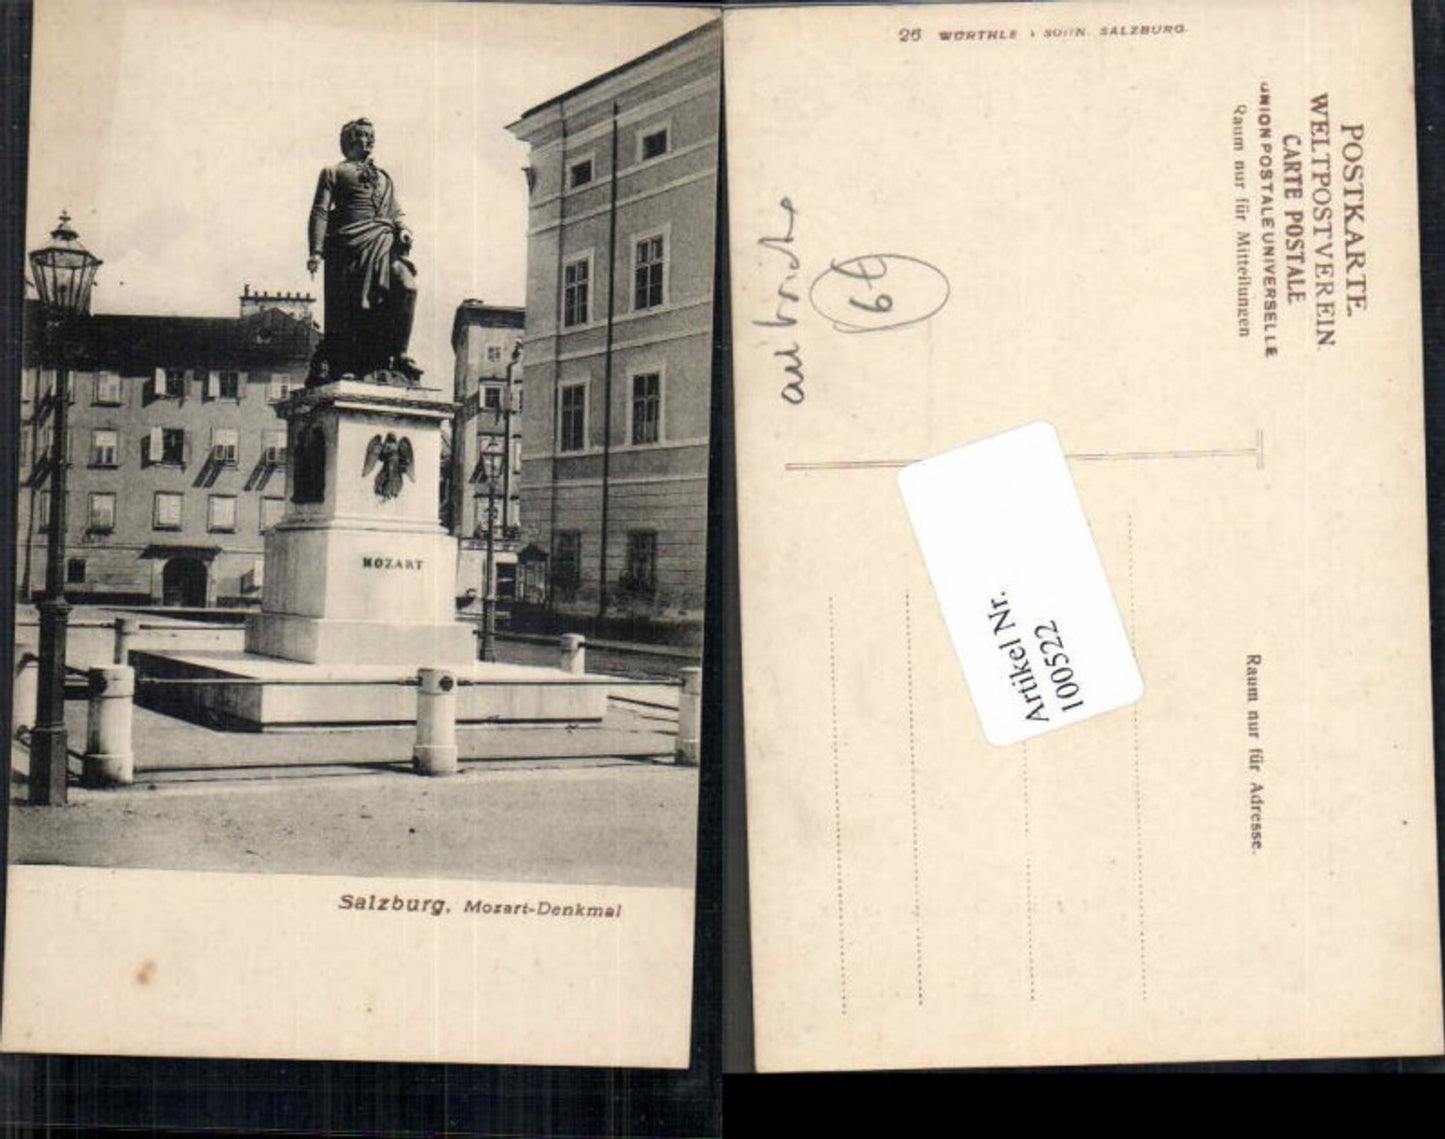 MOZART
Salzburg, Mozart-Denkmal
26 WÜRTHLE & SOHN, SALZBURG.
POSTKARTE.
WELTPOSTVEREIN.
CARTE POSTALE
UNION POSTALE UNIVERSELLE
Raum nur für Mitteilungen
Raum nur für Adresse.
Artikel Nr.
100522